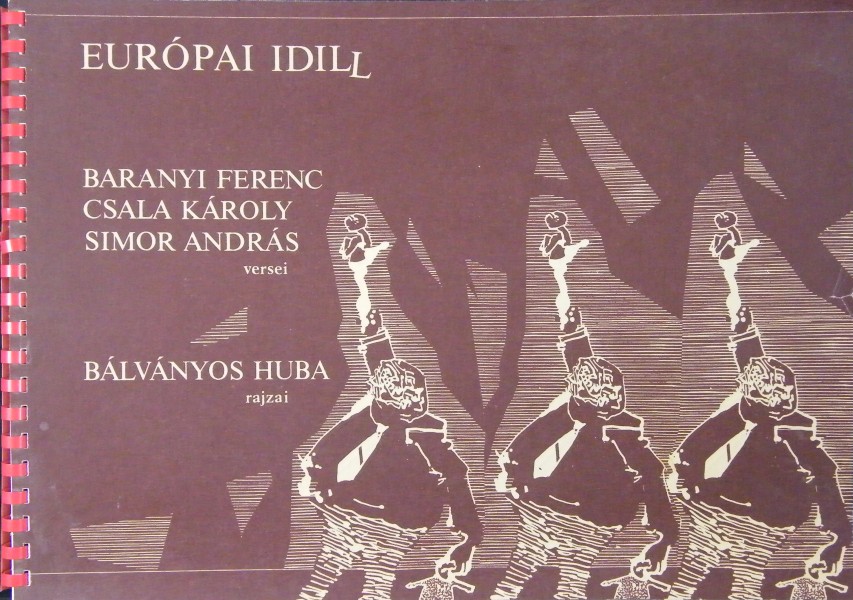 EURÓPAI IDILL
BARANYI FERENC
CSALA KÁROLY
SIMOR ANDRÁS
versei
BÁLVÁNYOS HUBA
rajzai